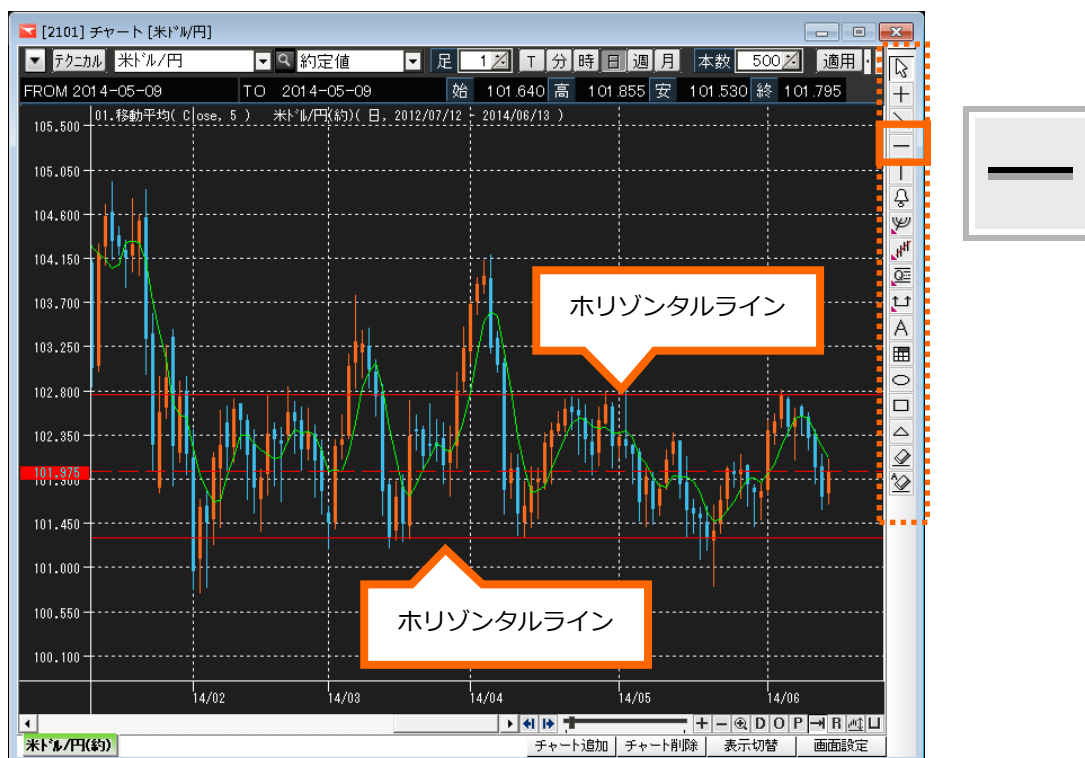 [2101] チャート [米ドル/円]
テクニカル 米ドル/円 約定値 足 1 T 分 時 日 週 月 本数 500 適用
FROM 2014-05-09 TO 2014-05-09 始 101.640 高 101.855 安 101.530 終 101.795
01.移動平均( Close, 5 ) 米ドル/円(約)( 日, 2012/07/12 - 2014/06/13 )
105.500
105.050
104.600
104.150
103.700
ホリゾンタルライン
103.250
102.800
102.350
101.975
101.450
101.000
100.550
ホリゾンタルライン
100.100
14/02 14/03 14/04 14/05 14/06
D O P R
米ドル/円(約) チャート追加 チャート削除 表示切替 画面設定